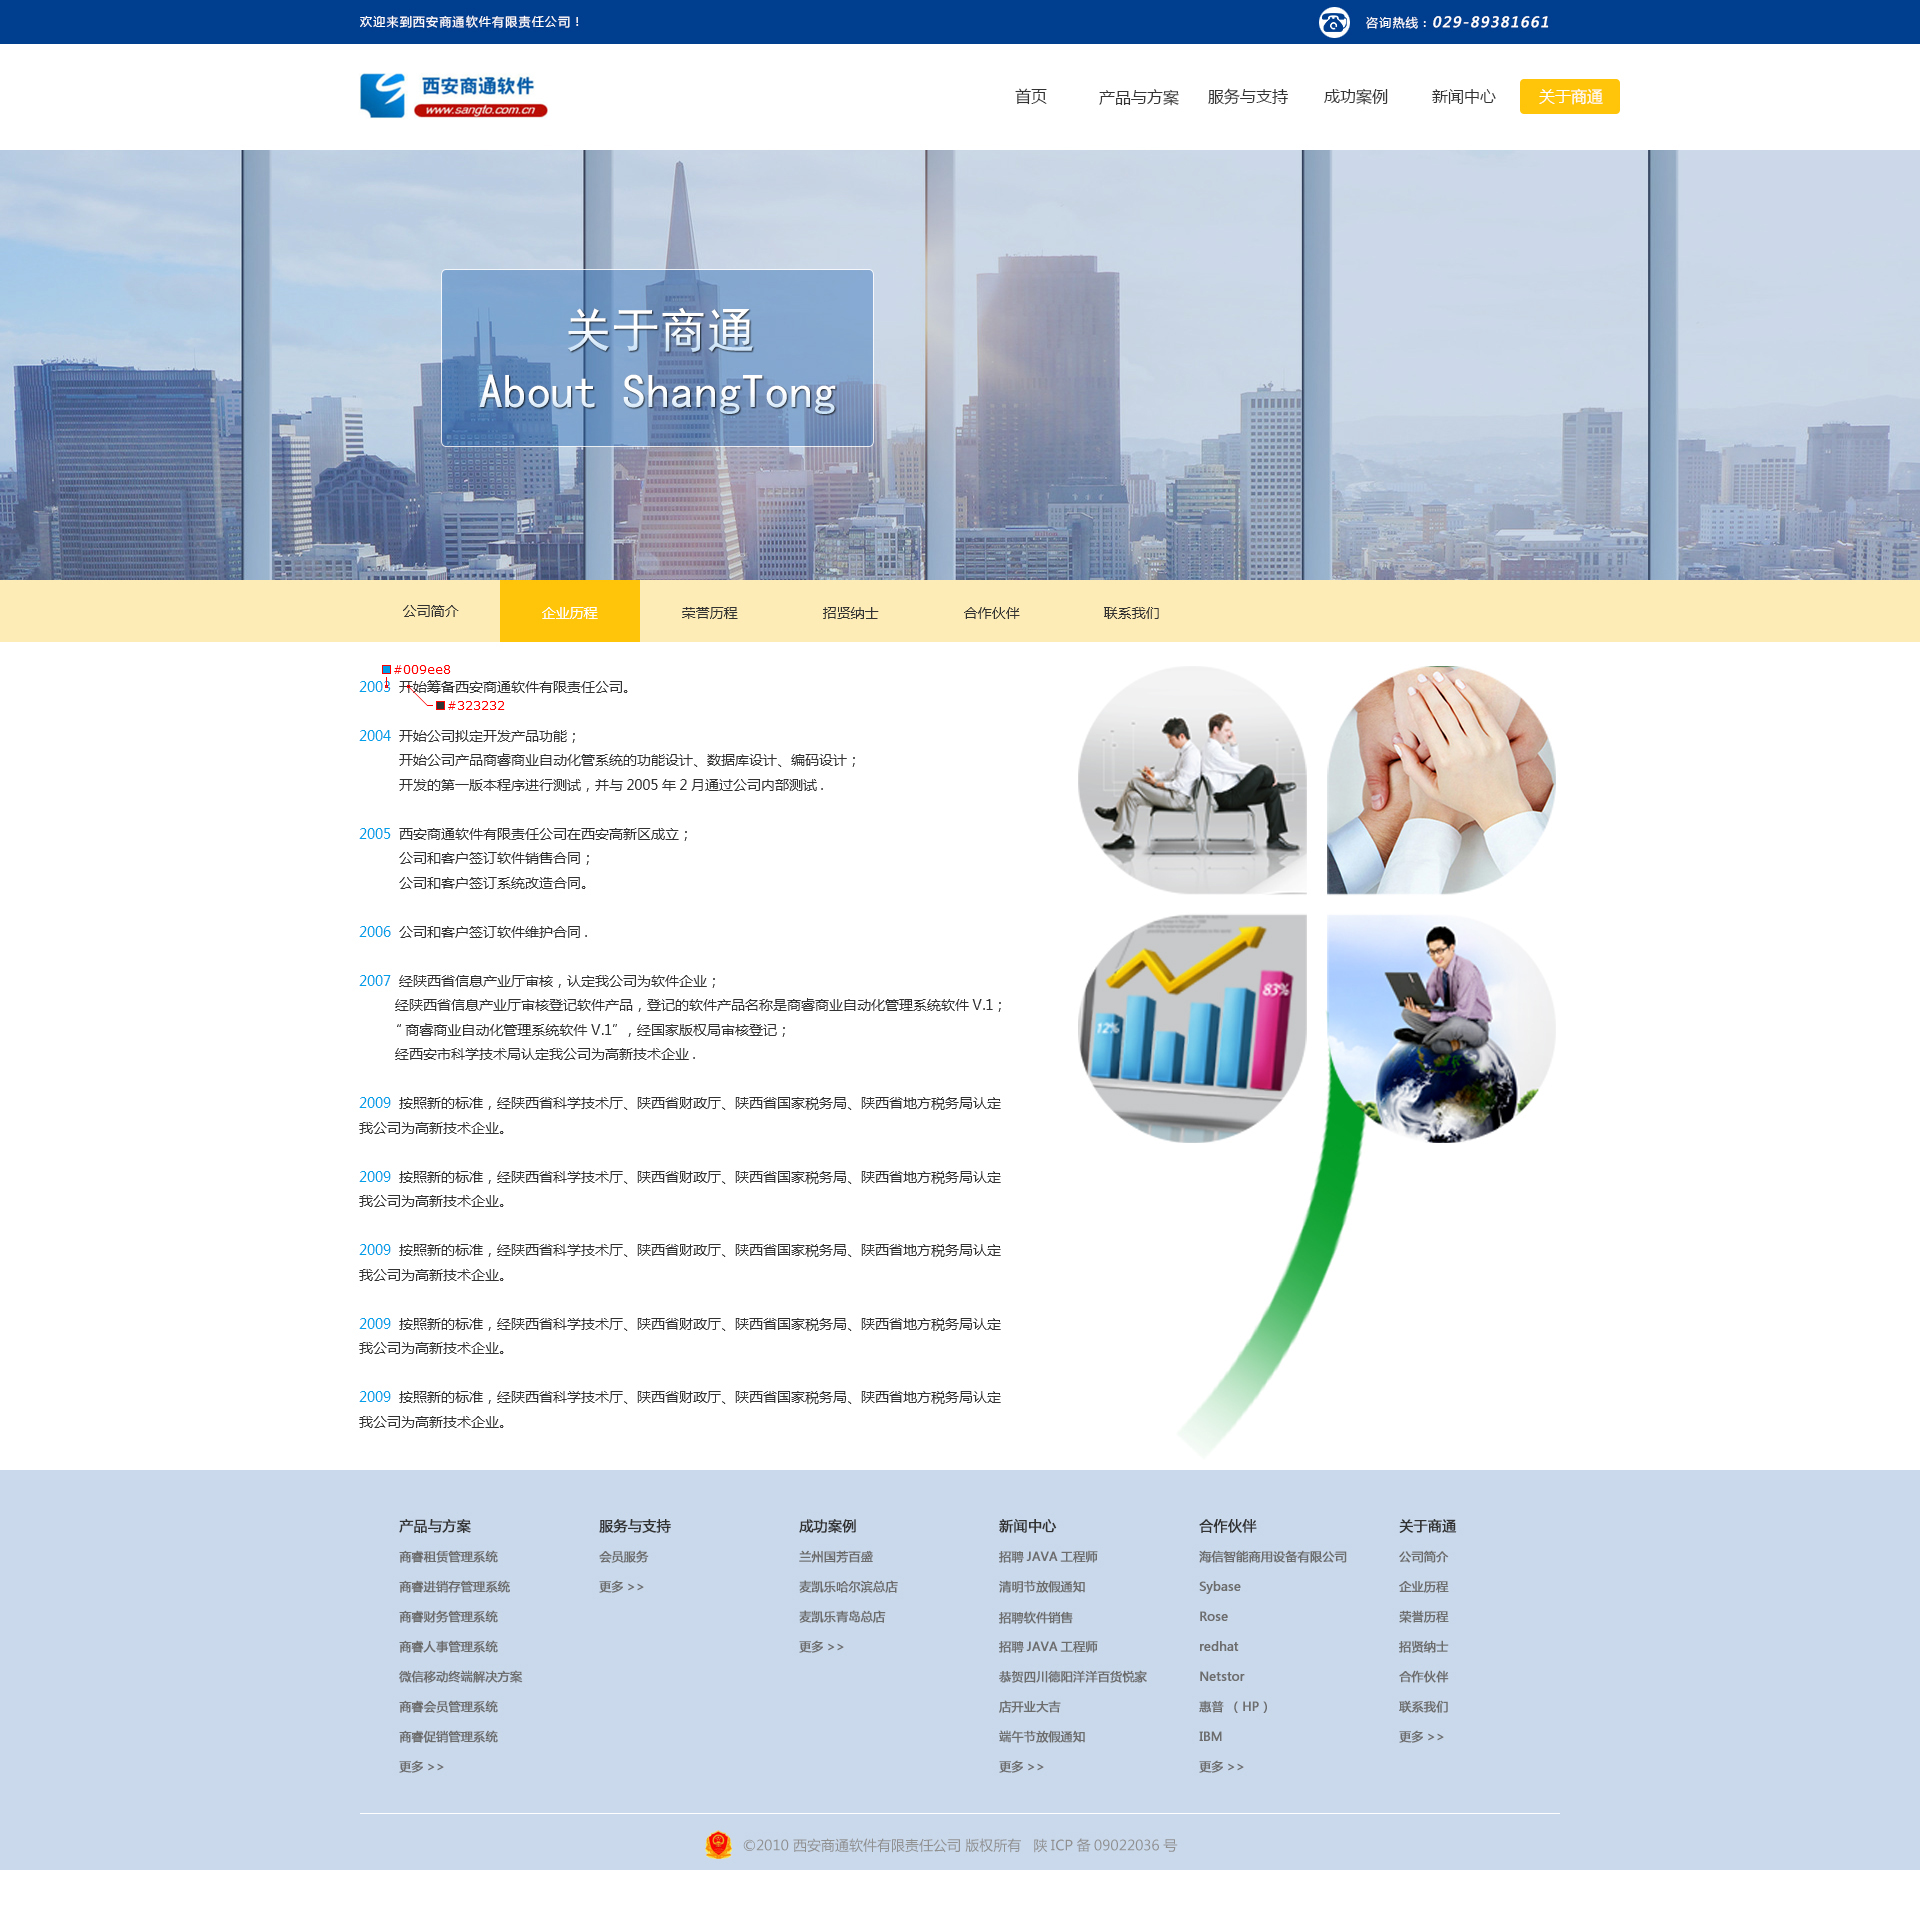 欢迎来到西安商通软件有限责任公司！
咨询热线：029-89381661
西安商通软件
www.sangto.com.cn
首页 产品与方案 服务与支持 成功案例 新闻中心 关于商通
关于商通
About ShangTong
公司简介 企业历程 荣誉历程 招贤纳士 合作伙伴 联系我们
#009ee8
2003 开始筹备西安商通软件有限责任公司。
#323232
2004 开始公司拟定开发产品功能；
开始公司产品商睿商业自动化管系统的功能设计、数据库设计、编码设计；
开发的第一版本程序进行测试，并与 2005 年 2 月通过公司内部测试 .
2005 西安商通软件有限责任公司在西安高新区成立；
公司和客户签订软件销售合同；
公司和客户签订系统改造合同。
2006 公司和客户签订软件维护合同 .
2007 经陕西省信息产业厅审核，认定我公司为软件企业；
经陕西省信息产业厅审核登记软件产品，登记的软件产品名称是商睿商业自动化管理系统软件 V.1；
“ 商睿商业自动化管理系统软件 V.1”，经国家版权局审核登记；
经西安市科学技术局认定我公司为高新技术企业 .
2009 按照新的标准，经陕西省科学技术厅、陕西省财政厅、陕西省国家税务局、陕西省地方税务局认定
我公司为高新技术企业。
2009 按照新的标准，经陕西省科学技术厅、陕西省财政厅、陕西省国家税务局、陕西省地方税务局认定
我公司为高新技术企业。
2009 按照新的标准，经陕西省科学技术厅、陕西省财政厅、陕西省国家税务局、陕西省地方税务局认定
我公司为高新技术企业。
2009 按照新的标准，经陕西省科学技术厅、陕西省财政厅、陕西省国家税务局、陕西省地方税务局认定
我公司为高新技术企业。
2009 按照新的标准，经陕西省科学技术厅、陕西省财政厅、陕西省国家税务局、陕西省地方税务局认定
我公司为高新技术企业。
12%
83%
产品与方案
商睿租赁管理系统
商睿进销存管理系统
商睿财务管理系统
商睿人事管理系统
微信移动终端解决方案
商睿会员管理系统
商睿促销管理系统
更多 >>
服务与支持
会员服务
更多 >>
成功案例
兰州国芳百盛
麦凯乐哈尔滨总店
麦凯乐青岛总店
更多 >>
新闻中心
招聘 JAVA 工程师
清明节放假通知
招聘软件销售
招聘 JAVA 工程师
恭贺四川德阳洋洋百货悦家
店开业大吉
端午节放假通知
更多 >>
合作伙伴
海信智能商用设备有限公司
Sybase
Rose
redhat
Netstor
惠普 （ HP ）
IBM
更多 >>
关于商通
公司简介
企业历程
荣誉历程
招贤纳士
合作伙伴
联系我们
更多 >>
©2010 西安商通软件有限责任公司 版权所有 陕 ICP 备 09022036 号